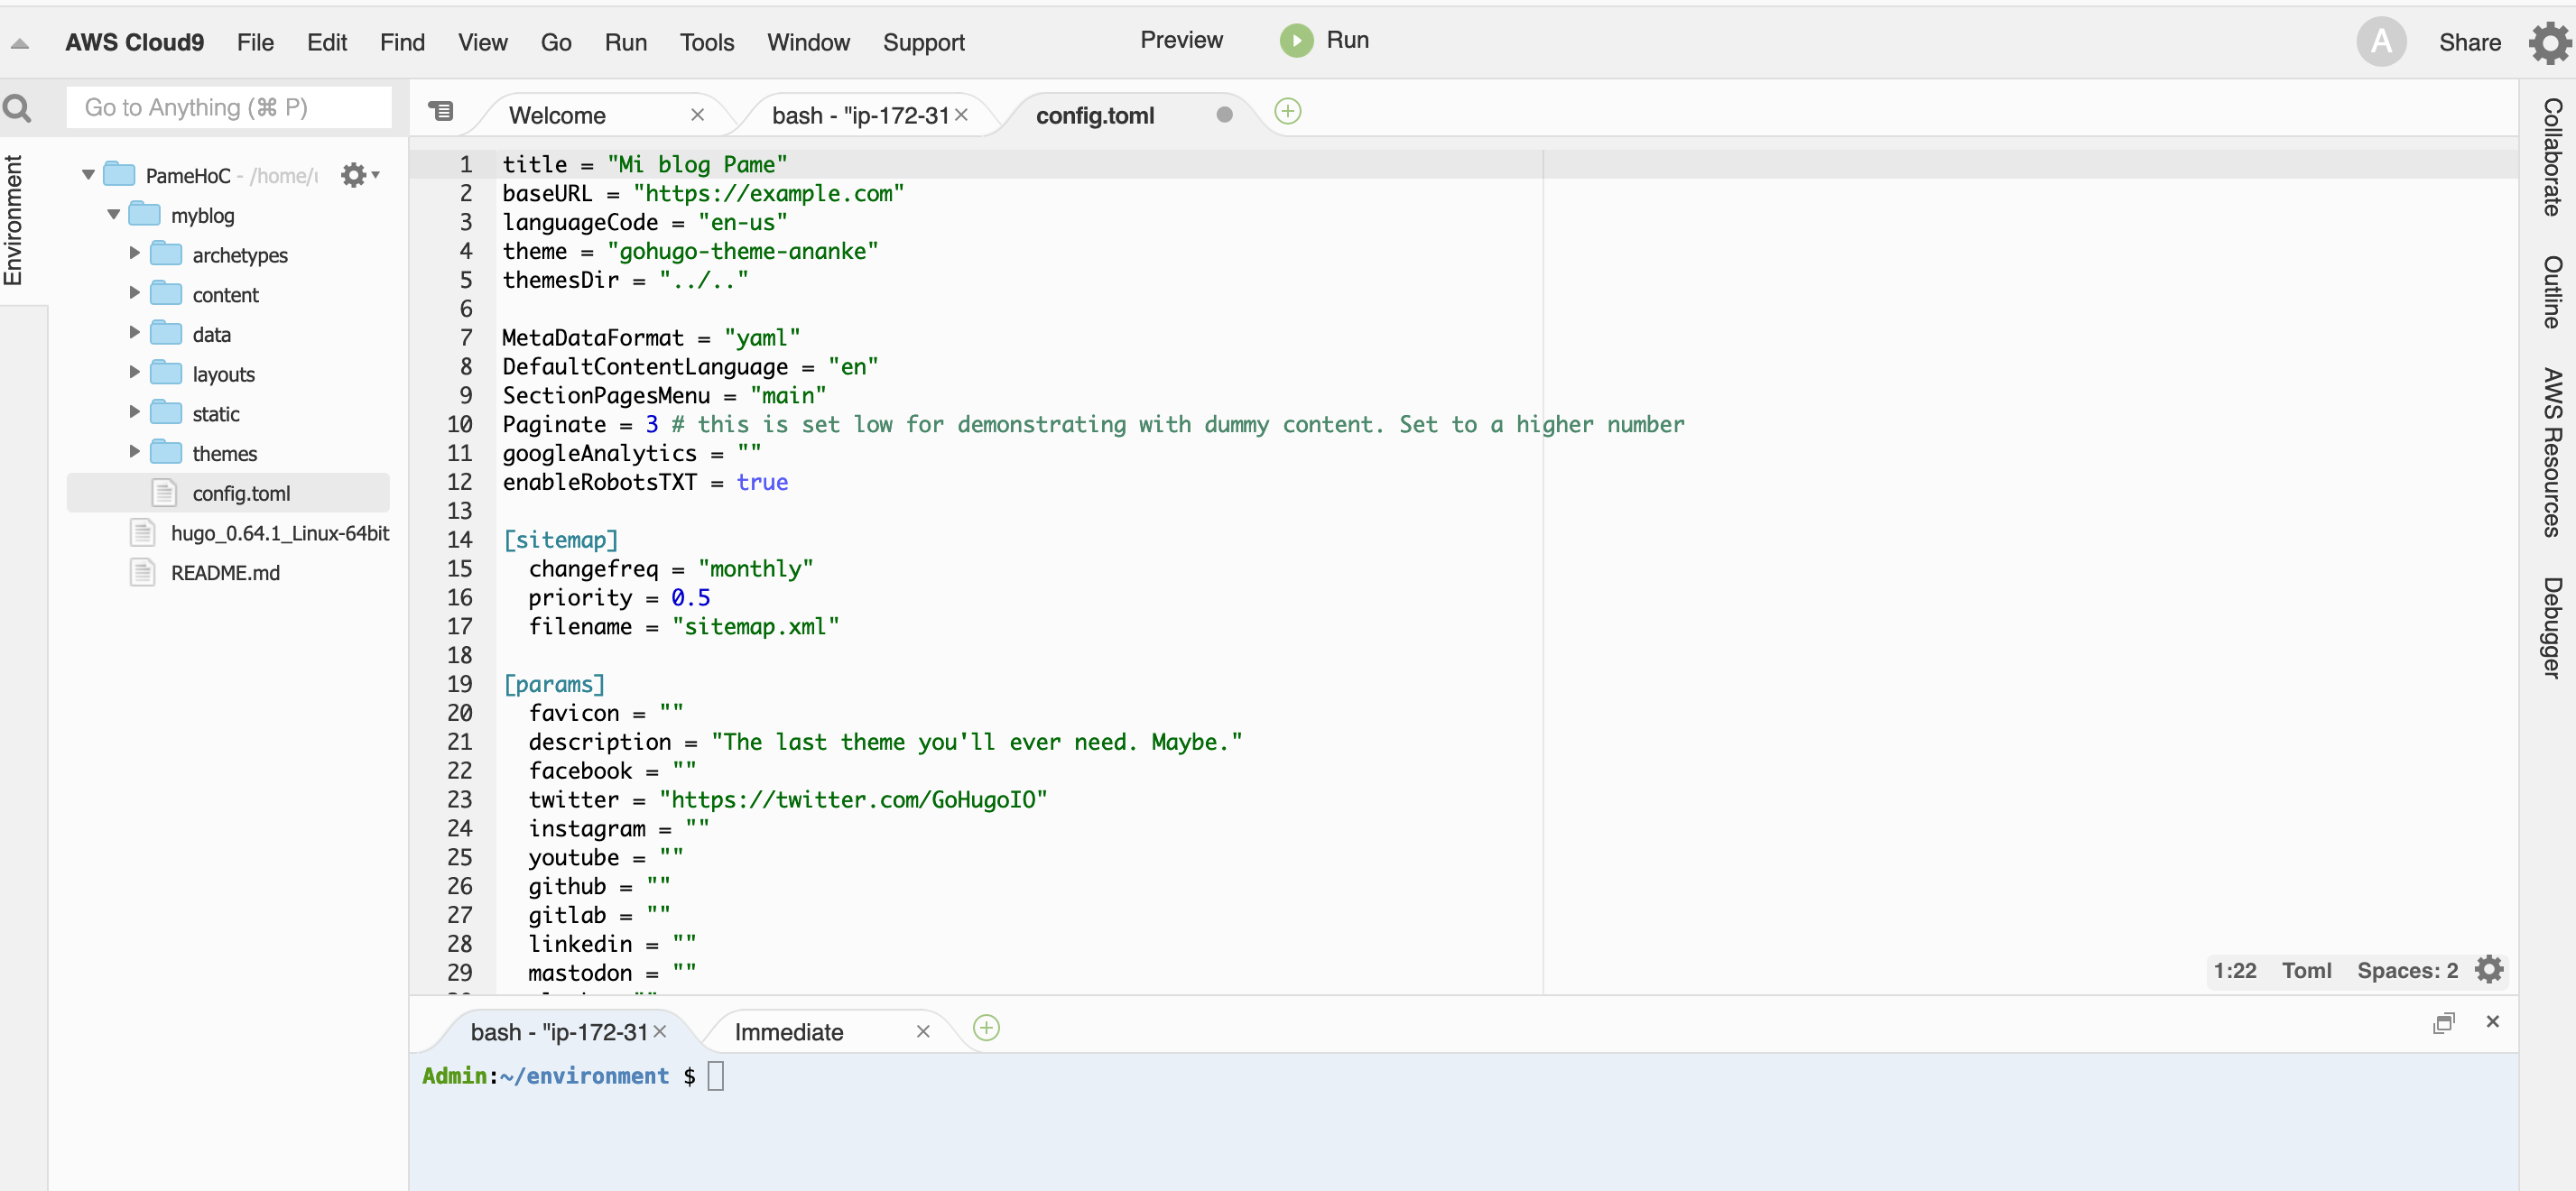 AWS Cloud9 File Edit Find View Go Run Tools Window Support Preview Run A Share
Go to Anything (⌘ P)
Environment
PameHoC - /home/
myblog
archetypes
content
data
layouts
static
themes
config.toml
hugo_0.64.1_Linux-64bit
README.md
Welcome bash - "ip-172-31 config.toml
1 title = "Mi blog Pame"
2 baseURL = "https://example.com"
3 languageCode = "en-us"
4 theme = "gohugo-theme-ananke"
5 themesDir = "../.."
6
7 MetaDataFormat = "yaml"
8 DefaultContentLanguage = "en"
9 SectionPagesMenu = "main"
10 Paginate = 3 # this is set low for demonstrating with dummy content. Set to a higher number
11 googleAnalytics = ""
12 enableRobotsTXT = true
13
14 [sitemap]
15   changefreq = "monthly"
16   priority = 0.5
17   filename = "sitemap.xml"
18
19 [params]
20   favicon = ""
21   description = "The last theme you'll ever need. Maybe."
22   facebook = ""
23   twitter = "https://twitter.com/GoHugoIO"
24   instagram = ""
25   youtube = ""
26   github = ""
27   gitlab = ""
28   linkedin = ""
29   mastodon = ""
1:22 Toml Spaces: 2
bash - "ip-172-31 Immediate
Admin:~/environment $
Collaborate
Outline
AWS Resources
Debugger